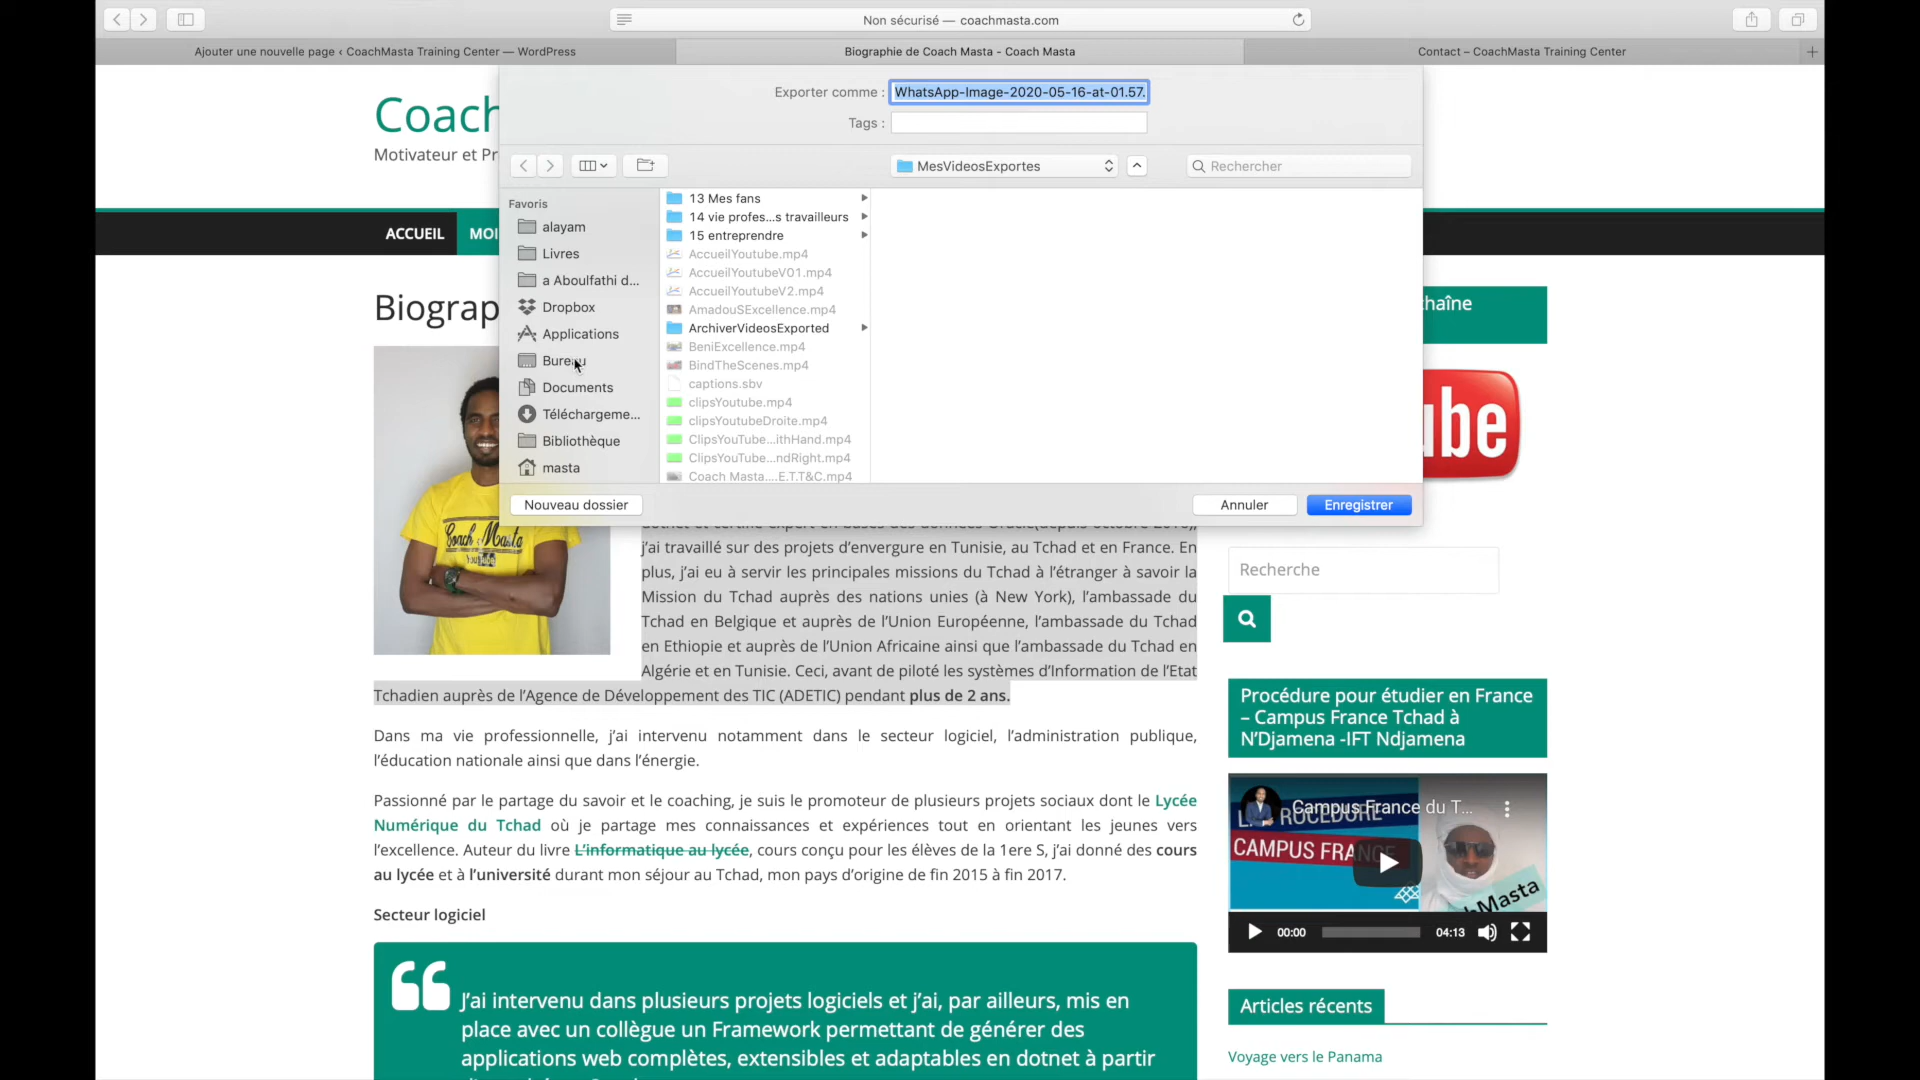 Non sécurisé — coachmasta.com
Ajouter une nouvelle page ‹ CoachMasta Training Center — WordPress
Biographie de Coach Masta - Coach Masta
Contact – CoachMasta Training Center
Exporter comme :
WhatsApp-Image-2020-05-16-at-01.57.
Tags :
Coach
Motivateur et Pr
MesVideosExportes
Rechercher
ACCUEIL
MOI
Favoris
alayam
Livres
a Aboulfathi d...
Dropbox
Applications
Bureau
Documents
Téléchargeme...
Bibliothèque
masta
13 Mes fans
14 vie profes...s travailleurs
15 entreprendre
AccueilYoutube.mp4
AccueilYoutubeV01.mp4
AccueilYoutubeV2.mp4
AmadouSExcellence.mp4
ArchiverVideosExported
BeniExcellence.mp4
BindTheScenes.mp4
captions.sbv
clipsYoutube.mp4
clipsYoutubeDroite.mp4
ClipsYouTube...ithHand.mp4
ClipsYouTube...ndRight.mp4
Coach Masta....E.T.T&C.mp4
Nouveau dossier
Annuler
Enregistrer
Biograp
haîne
ube
Coach Masta
j’ai travaillé sur des projets d’envergure en Tunisie, au Tchad et en France. En
plus, j’ai eu à servir les principales missions du Tchad à l’étranger à savoir la
Mission du Tchad auprès des nations unies (à New York), l’ambassade du
Tchad en Belgique et auprès de l’Union Européenne, l’ambassade du Tchad
en Ethiopie et auprès de l’Union Africaine ainsi que l’ambassade du Tchad en
Algérie et en Tunisie. Ceci, avant de piloté les systèmes d’Information de l’Etat
Tchadien auprès de l’Agence de Développement des TIC (ADETIC) pendant plus de 2 ans.
Dans ma vie professionnelle, j’ai intervenu notamment dans le secteur logiciel, l’administration publique,
l’éducation nationale ainsi que dans l’énergie.
Passionné par le partage du savoir et le coaching, je suis le promoteur de plusieurs projets sociaux dont le Lycée
Numérique du Tchad où je partage mes connaissances et expériences tout en orientant les jeunes vers
l’excellence. Auteur du livre L’informatique au lycée, cours conçu pour les élèves de la 1ere S, j’ai donné des cours
au lycée et à l’université durant mon séjour au Tchad, mon pays d’origine de fin 2015 à fin 2017.
Secteur logiciel
J’ai intervenu dans plusieurs projets logiciels et j’ai, par ailleurs, mis en
place avec un collègue un Framework permettant de générer des
applications web complètes, extensibles et adaptables en dotnet à partir
Recherche
Procédure pour étudier en France
– Campus France Tchad à
N’Djamena -IFT Ndjamena
Campus France du T...
CAMPUS FRANCE
hMasta
00:00
04:13
Articles récents
Voyage vers le Panama